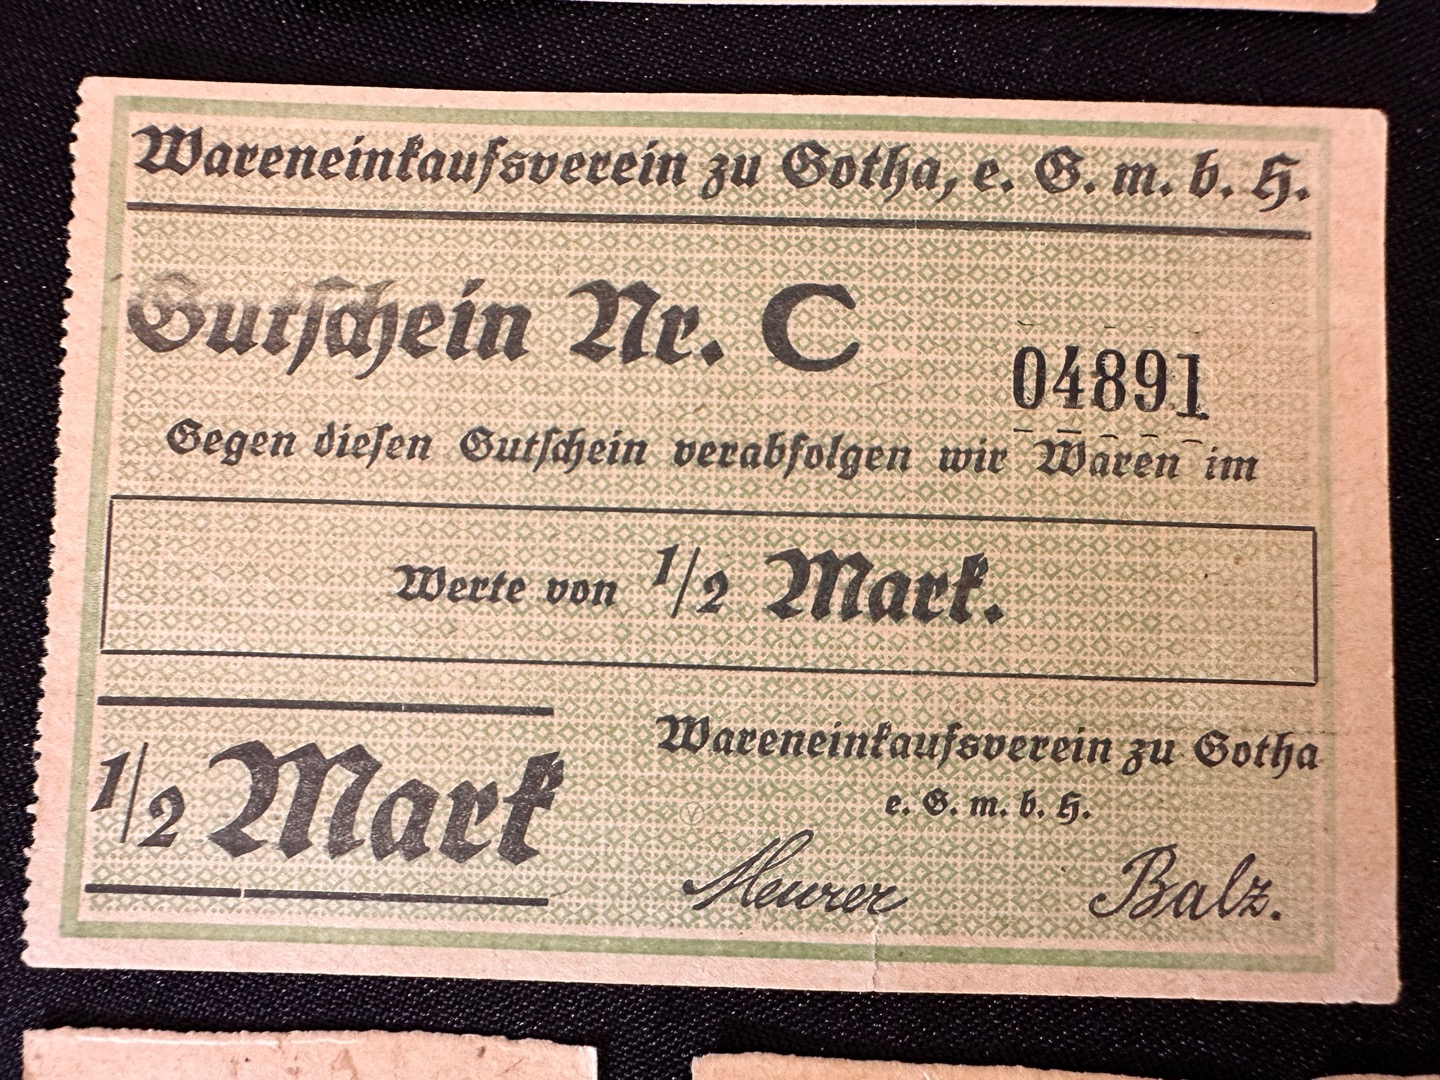 Wareneinkaufsverein zu Gotha, e. G. m. b. H.
Gutschein Nr. C
04891
Gegen diesen Gutschein verabfolgen wir Waren im
Werte von 1/2 Mark.
1/2 Mark
Wareneinkaufsverein zu Gotha
e. G. m. b. H.
Meurer Balz.